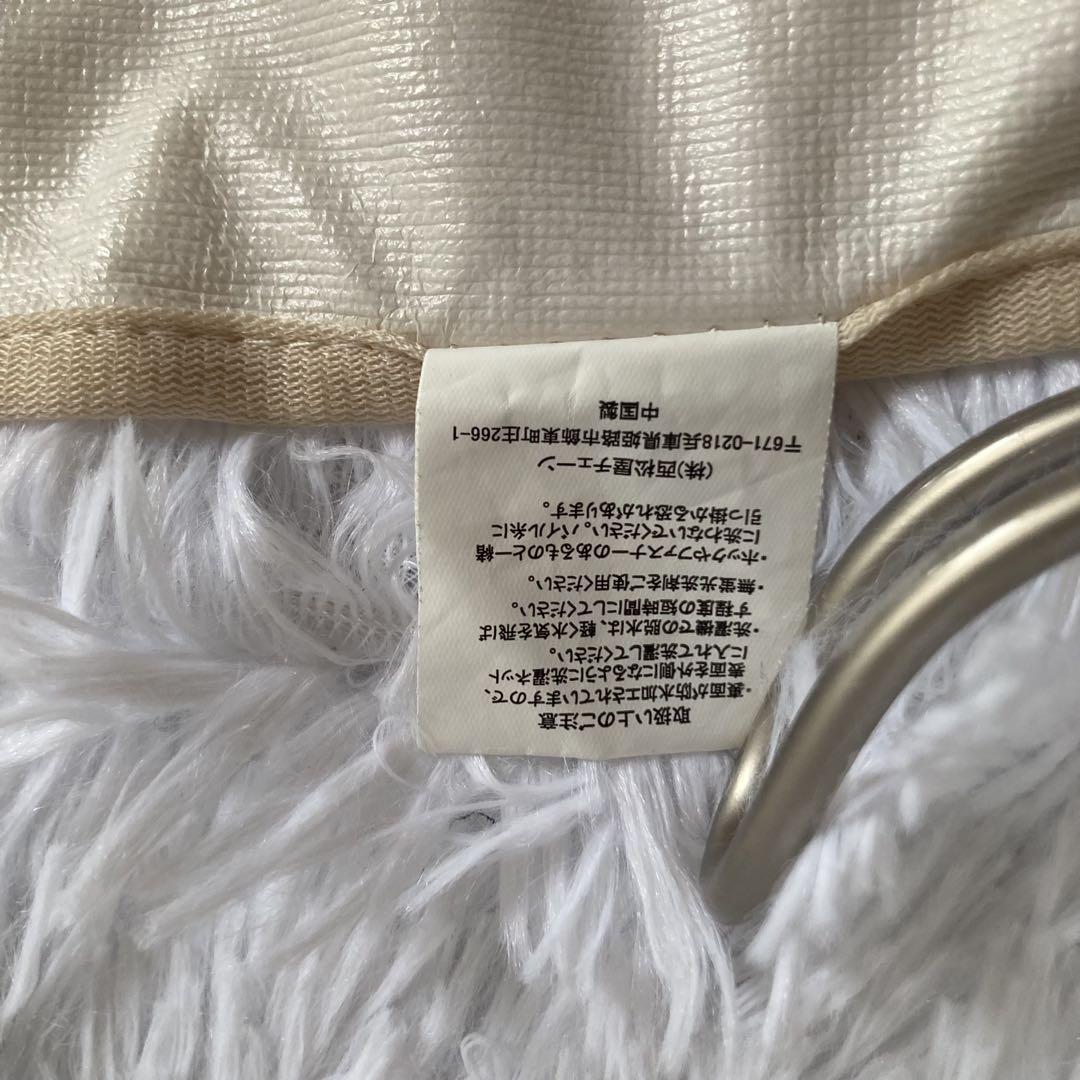 取扱い上のご注意
・裏面が防水加工されていますので、
表面を外側になるように洗濯ネット
に入れて洗濯してください。
・洗濯機での脱水は、軽く水気を飛ば
す程度の短時間にしてください。
・無蛍光洗剤をご使用ください。
・ホックやファスナーのあるものと一緒
に洗わないでください。パイル糸に
引っ掛かる恐れがあります。
(株)西松屋チェーン
〒671-0218兵庫県姫路市飾東町庄266-1
中国製